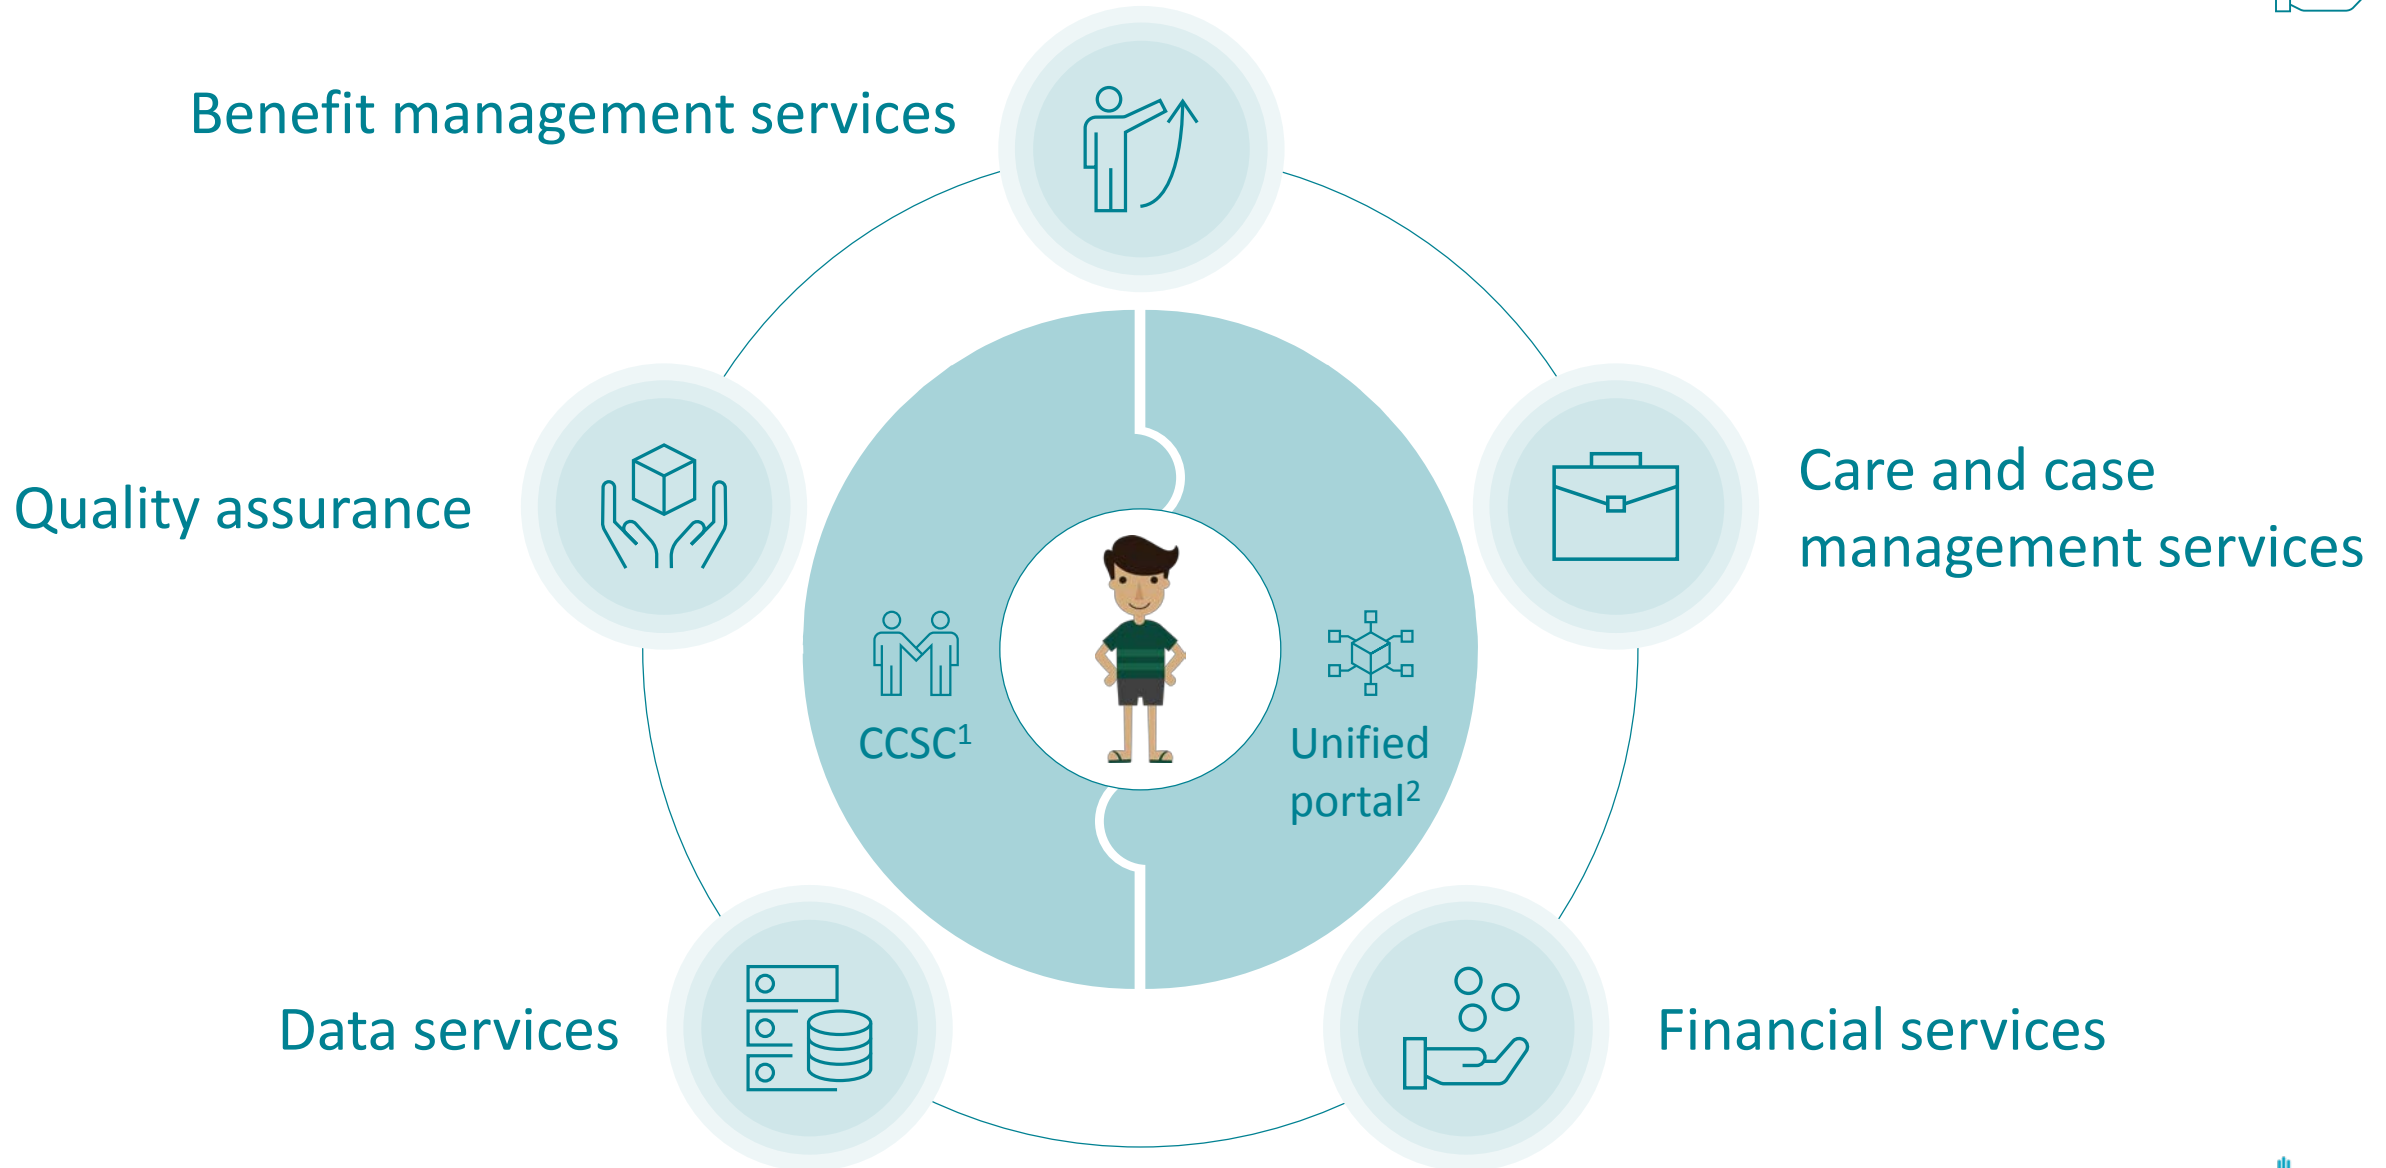 Benefit management services
Quality assurance
Care and case
management services
CCSC¹
Unified
portal²
Data services
Financial services